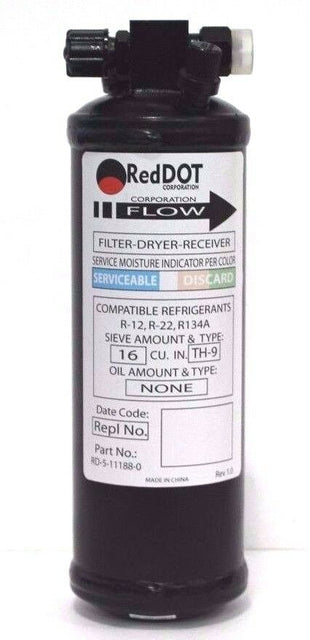 RedDOT
CORPORATION
CORPORATION
FLOW
FILTER-DRYER-RECEIVER
SERVICE MOISTURE INDICATOR PER COLOR
SERVICEABLE DISCARD
COMPATIBLE REFRIGERANTS
R-12, R-22, R134A
SIEVE AMOUNT & TYPE:
16 CU. IN. TH-9
OIL AMOUNT & TYPE:
NONE
Date Code:
Repl No.
Part No.:
RD-5-11188-0
Rev 1.0
MADE IN CHINA